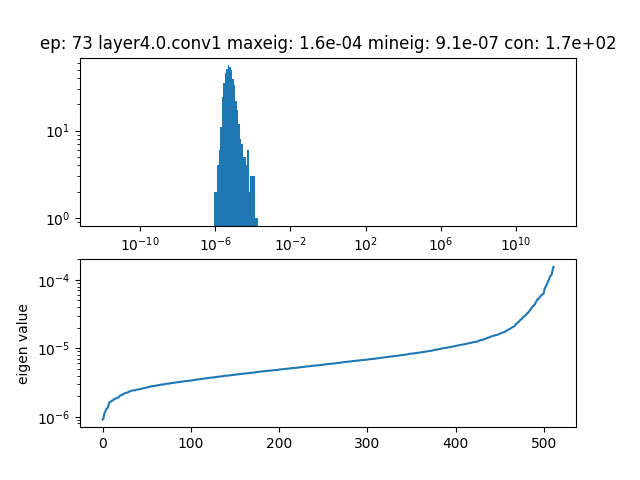 ep: 73 layer4.0.conv1 maxeig: 1.6e-04 mineig: 9.1e-07 con: 1.7e+02
10¹
10⁰
10⁻¹⁰ 10⁻⁶ 10⁻² 10² 10⁶ 10¹⁰
eigen value
10⁻⁴
10⁻⁵
10⁻⁶
0 100 200 300 400 500